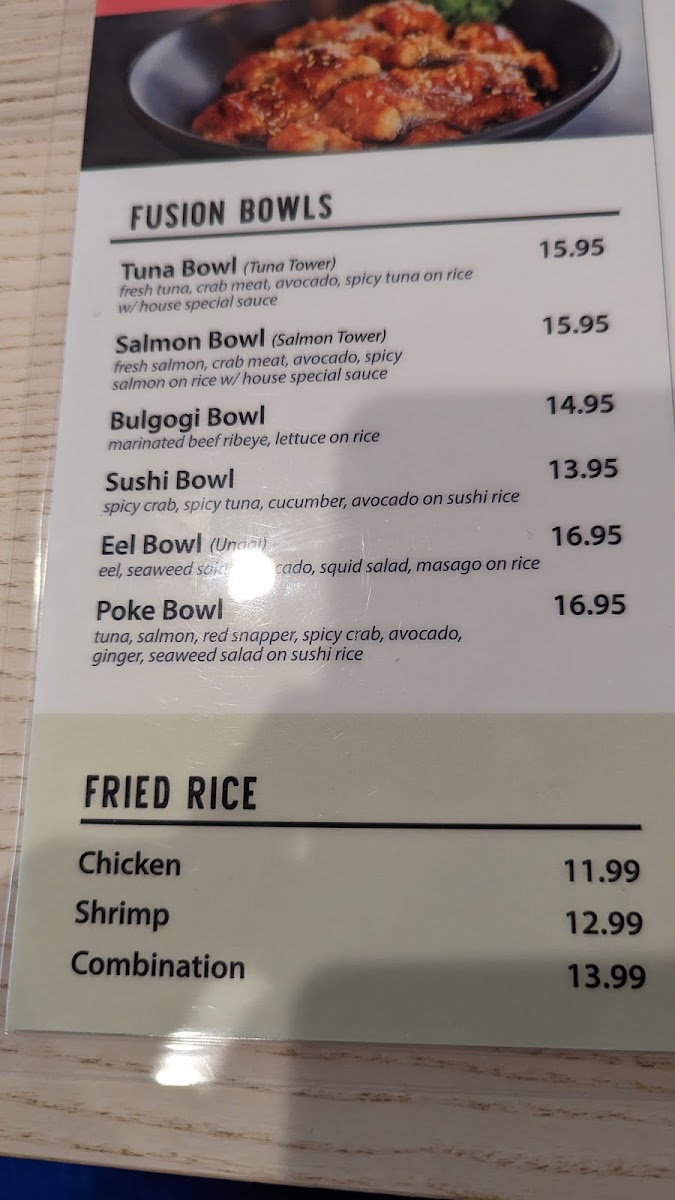 FUSION BOWLS
Tuna Bowl (Tuna Tower) 15.95
fresh tuna, crab meat, avocado, spicy tuna on rice
w/ house special sauce
Salmon Bowl (Salmon Tower) 15.95
fresh salmon, crab meat, avocado, spicy
salmon on rice w/ house special sauce
Bulgogi Bowl 14.95
marinated beef ribeye, lettuce on rice
Sushi Bowl 13.95
spicy crab, spicy tuna, cucumber, avocado on sushi rice
Eel Bowl (Unagi) 16.95
eel, seaweed squid salad, masago on rice
Poke Bowl 16.95
tuna, salmon, red snapper, spicy crab, avocado,
ginger, seaweed salad on sushi rice
FRIED RICE
Chicken 11.99
Shrimp 12.99
Combination 13.99